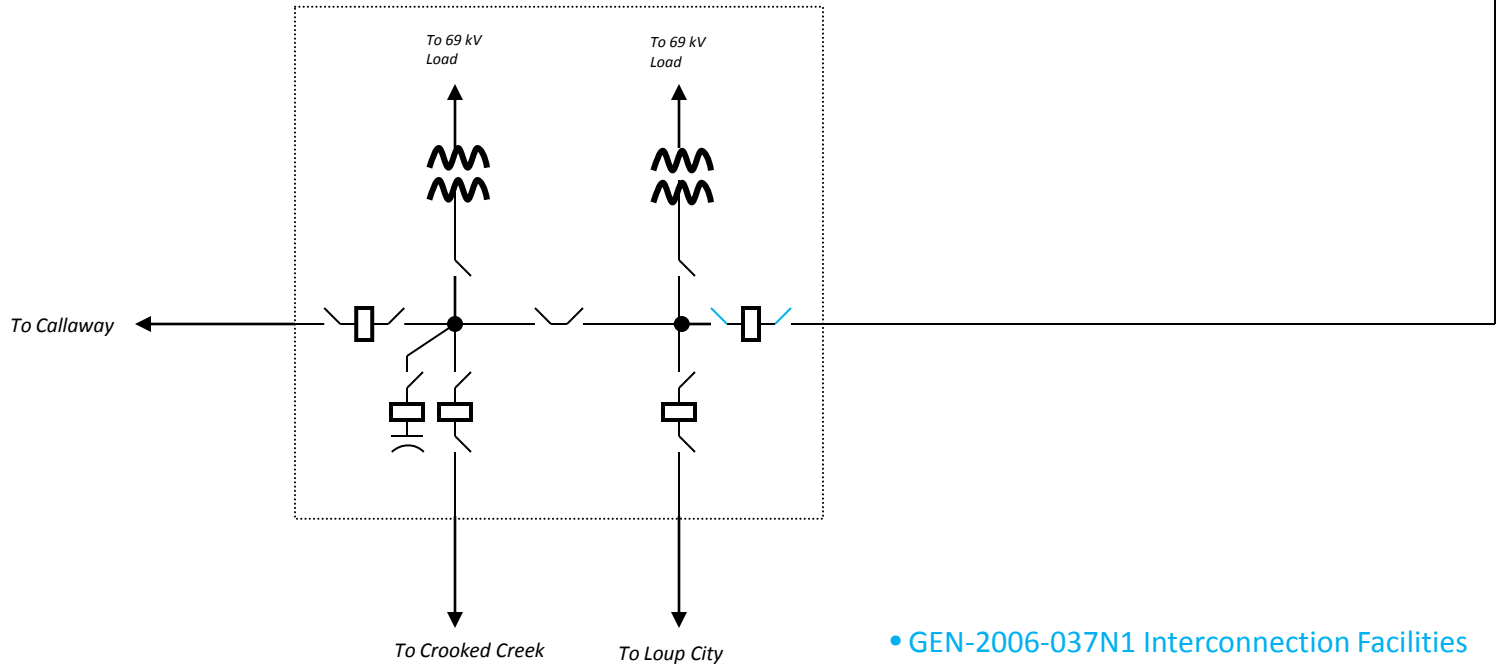 To 69 kV
Load
To 69 kV
Load
To Callaway
To Crooked Creek
To Loup City
• GEN-2006-037N1 Interconnection Facilities